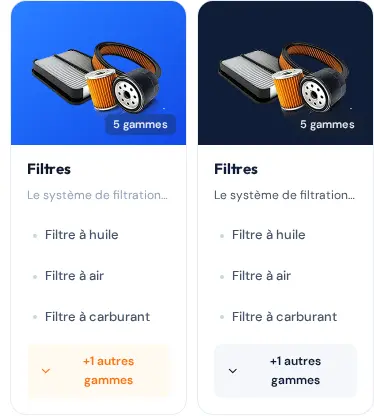 5 gammes
Filtres
Le système de filtration...
Filtre à huile
Filtre à air
Filtre à carburant
+1 autres
gammes
5 gammes
Filtres
Le système de filtration...
Filtre à huile
Filtre à air
Filtre à carburant
+1 autres
gammes